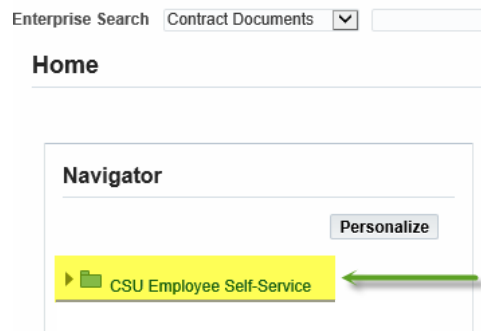 Enterprise Search Contract Documents
Home
Navigator
Personalize
CSU Employee Self-Service